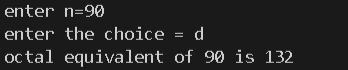 enter n=90
enter the choice = d
octal equivalent of 90 is 132